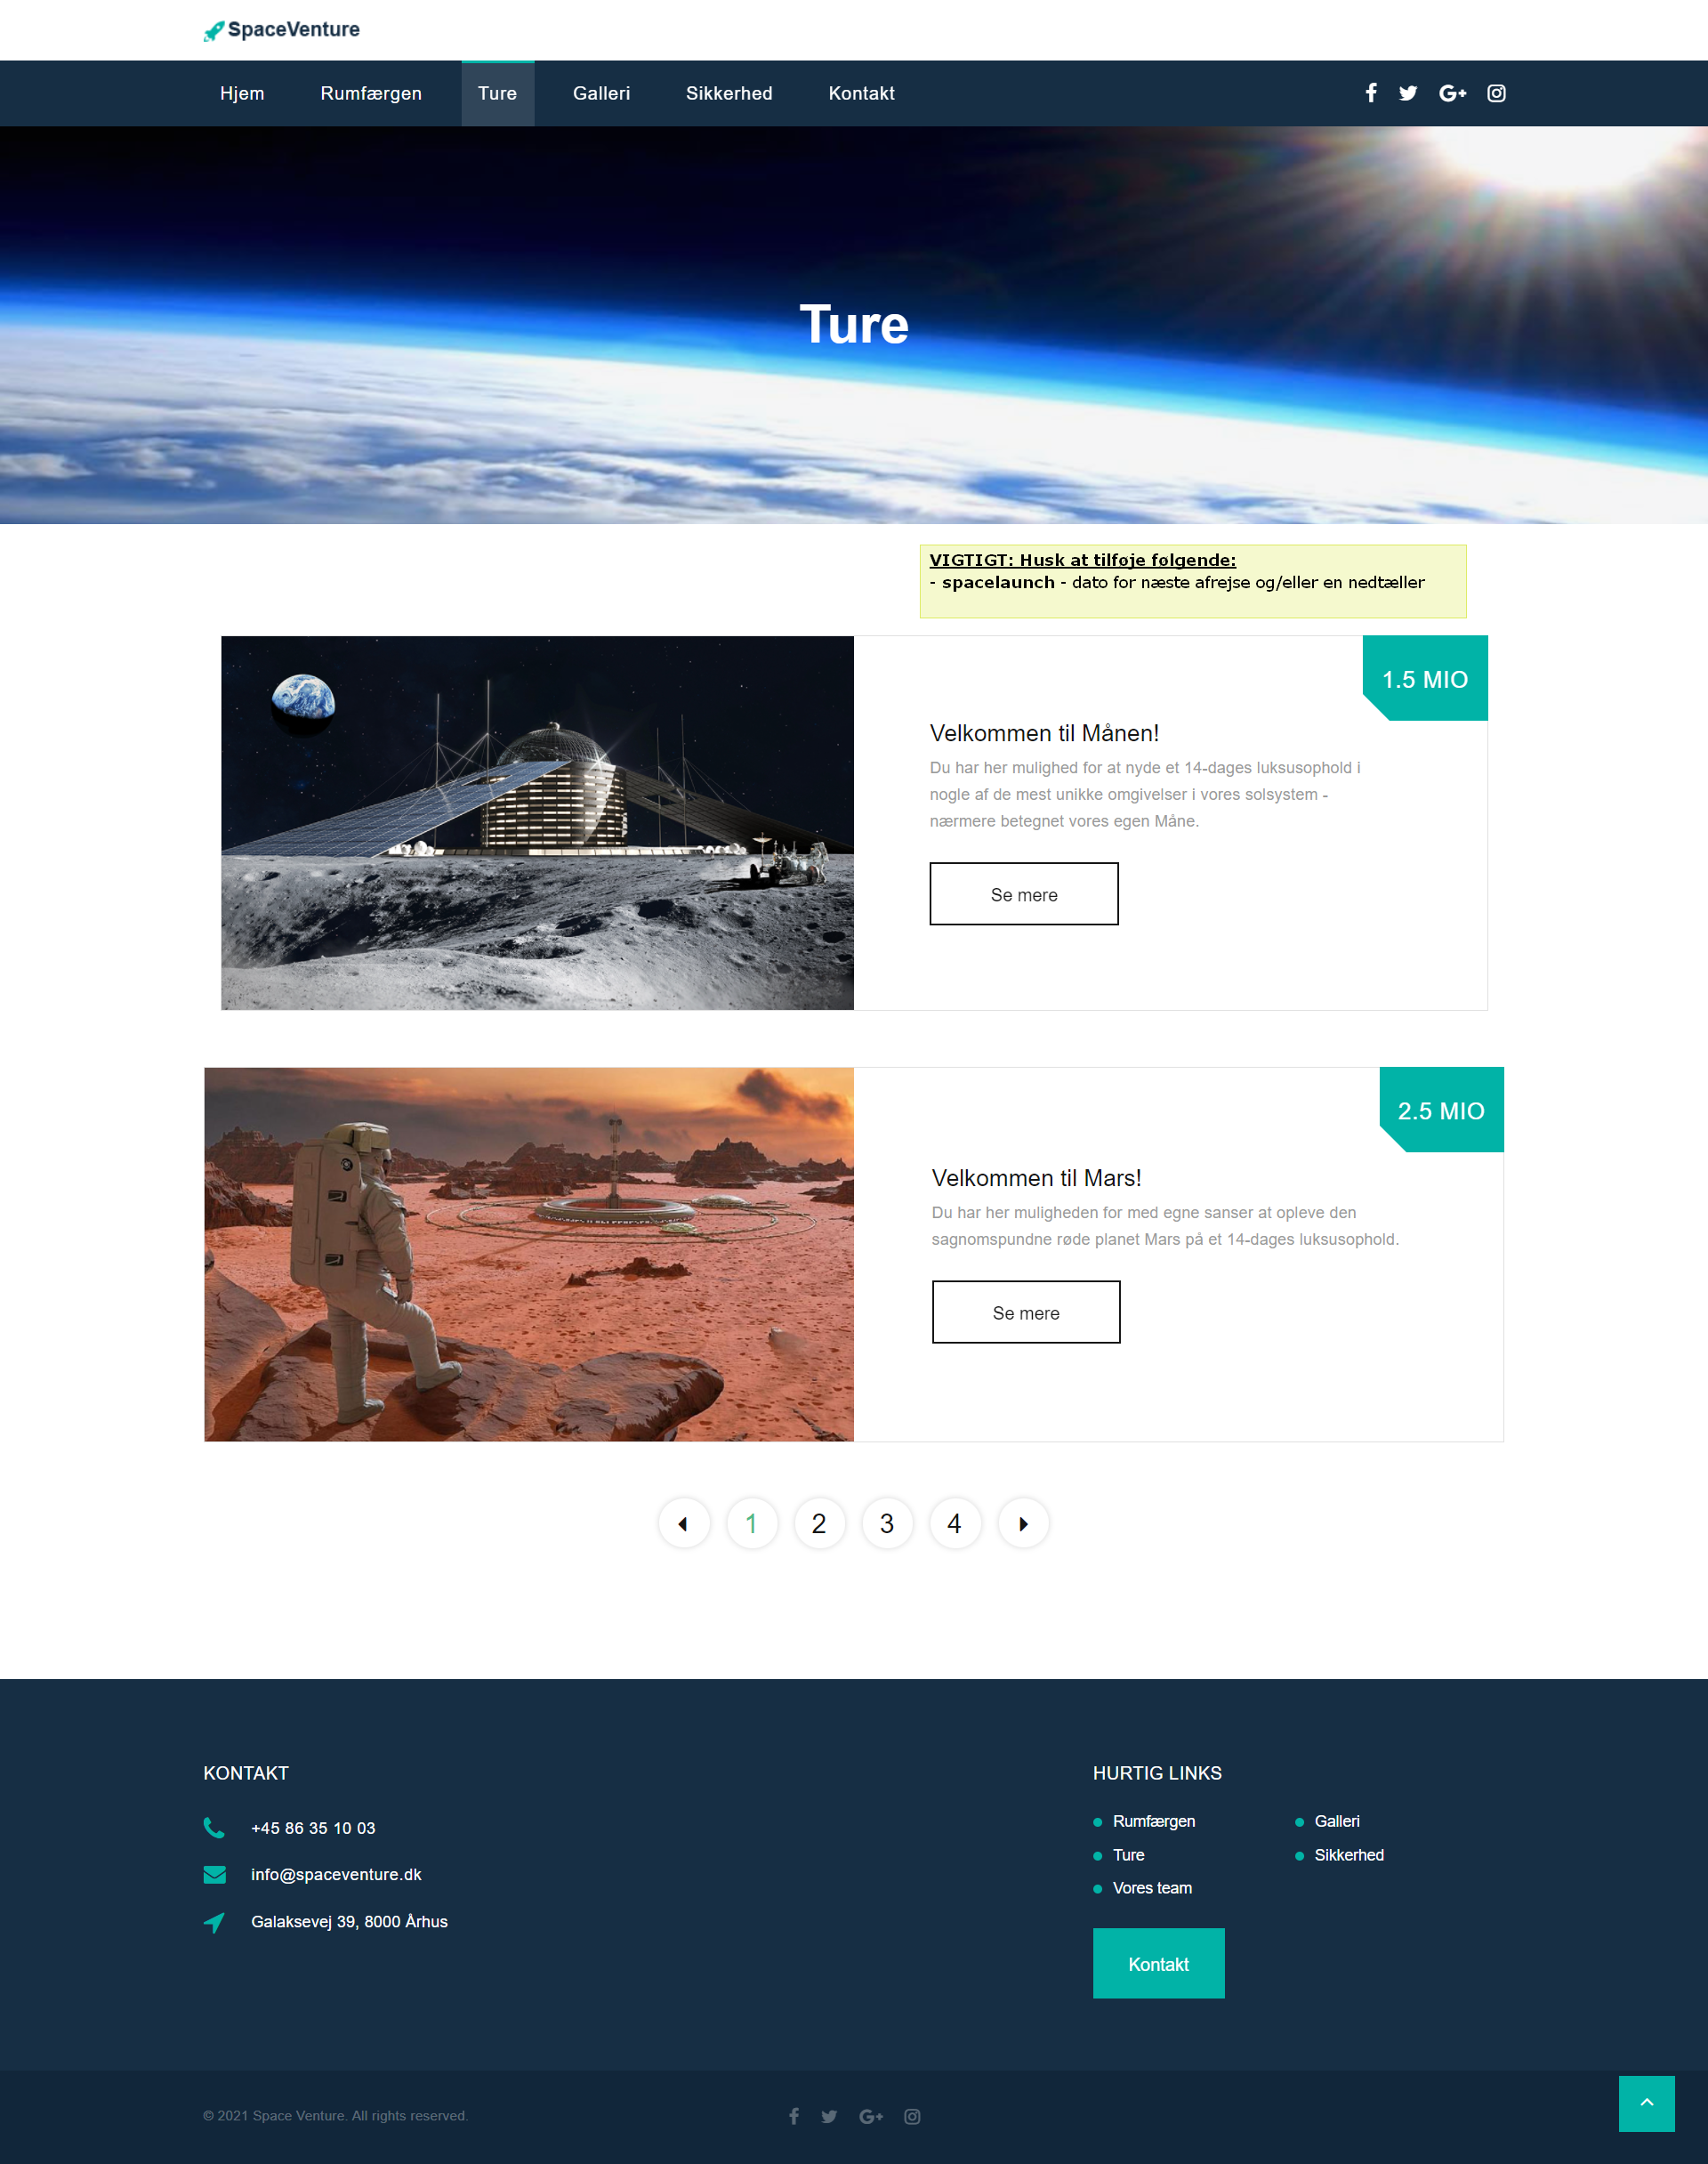 SpaceVenture
Hjem Rumfærgen Ture Galleri Sikkerhed Kontakt
Ture
VIGTIGT: Husk at tilføje følgende:
- spacelaunch - dato for næste afrejse og/eller en nedtæller
1.5 MIO
Velkommen til Månen!
Du har her mulighed for at nyde et 14-dages luksusophold i
nogle af de mest unikke omgivelser i vores solsystem -
nærmere betegnet vores egen Måne.
Se mere
2.5 MIO
Velkommen til Mars!
Du har her muligheden for med egne sanser at opleve den
sagnomspundne røde planet Mars på et 14-dages luksusophold.
Se mere
1 2 3 4
KONTAKT
+45 86 35 10 03
info@spaceventure.dk
Galaksevej 39, 8000 Århus
HURTIG LINKS
Rumfærgen Galleri
Ture Sikkerhed
Vores team
Kontakt
© 2021 Space Venture. All rights reserved.